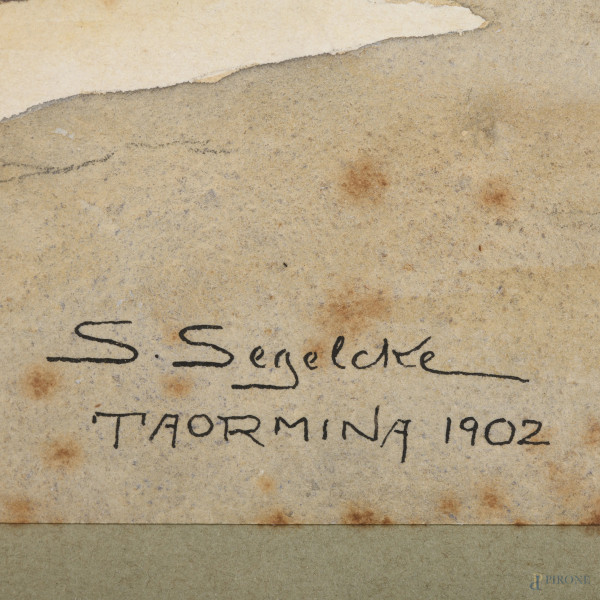 S. Segelcke
TAORMINA 1902
PIRONE